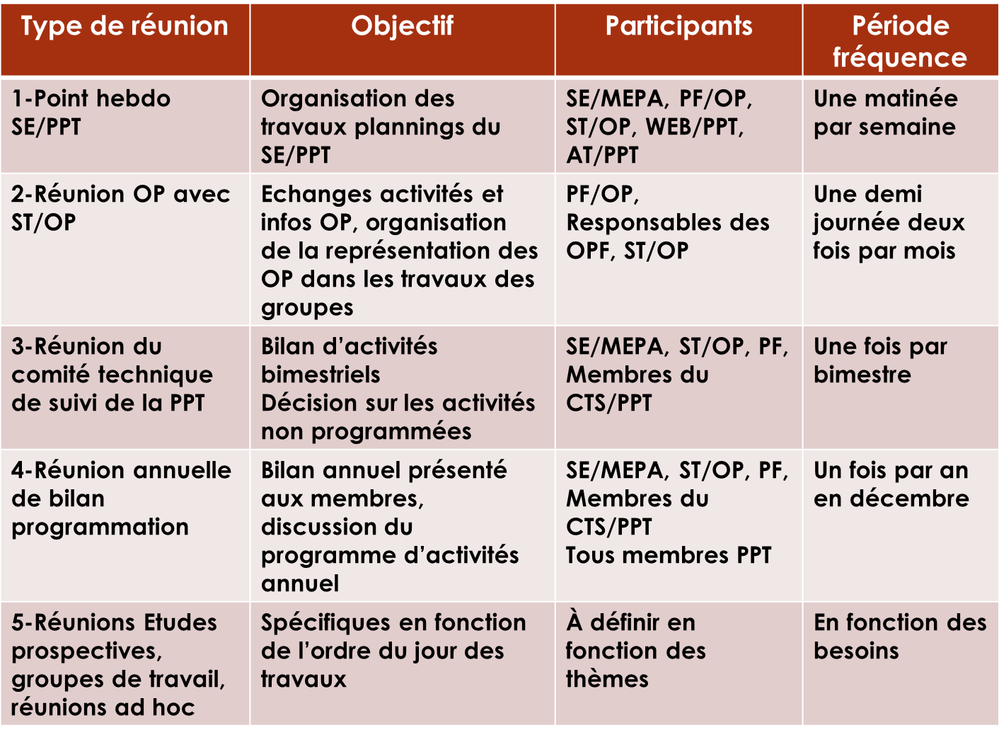 Type de réunion
Objectif
Participants
Période
fréquence
1-Point hebdo
SE/PPT
Organisation des
travaux plannings du
SE/PPT
SE/MEPA, PF/OP,
ST/OP, WEB/PPT,
AT/PPT
Une matinée
par semaine
2-Réunion OP avec
ST/OP
Echanges activités et
infos OP, organisation
de la représentation des
OP dans les travaux des
groupes
PF/OP,
Responsables des
OPF, ST/OP
Une demi
journée deux
fois par mois
3-Réunion du
comité technique
de suivi de la PPT
Bilan d’activités
bimestriels
Décision sur les activités
non programmées
SE/MEPA, ST/OP, PF,
Membres du
CTS/PPT
Une fois par
bimestre
4-Réunion annuelle
de bilan
programmation
Bilan annuel présenté
aux membres,
discussion du
programme d’activités
annuel
SE/MEPA, ST/OP, PF,
Membres du
CTS/PPT
Tous membres PPT
Un fois par an
en décembre
5-Réunions Etudes
prospectives,
groupes de travail,
réunions ad hoc
Spécifiques en fonction
de l’ordre du jour des
travaux
À définir en
fonction des
thèmes
En fonction des
besoins